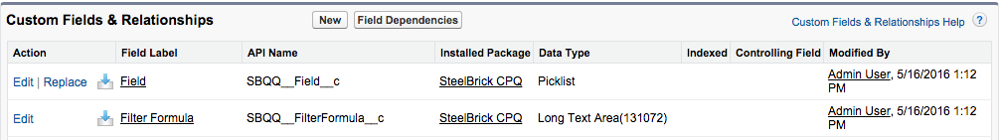 Custom Fields & Relationships New Field Dependencies Custom Fields & Relationships Help ?
Action Field Label API Name Installed Package Data Type Indexed Controlling Field Modified By
Edit | Replace Field SBQQ__Field__c SteelBrick CPQ Picklist Admin User, 5/16/2016 1:12
PM
Edit Filter Formula SBQQ__FilterFormula__c SteelBrick CPQ Long Text Area(131072) Admin User, 5/16/2016 1:12
PM